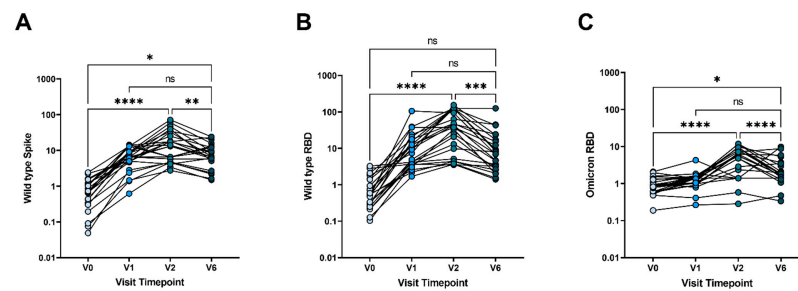 A
*
ns
****
**
1000
100
10
1
0.1
0.01
Wild type Spike
V0 V1 V2 V6
Visit Timepoint
B
ns
ns
****
***
1000
100
10
1
0.1
0.01
Wild type RBD
V0 V1 V2 V6
Visit Timepoint
C
*
ns
****
****
1000
100
10
1
0.1
0.01
Omicron RBD
V0 V1 V2 V6
Visit Timepoint